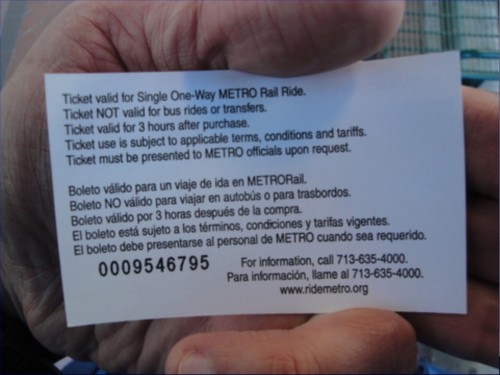 Ticket valid for Single One-Way METRO Rail Ride.
Ticket NOT valid for bus rides or transfers.
Ticket valid for 3 hours after purchase.
Ticket use is subject to applicable terms, conditions and tariffs.
Ticket must be presented to METRO officials upon request.
Boleto válido para un viaje de ida en METRORail.
Boleto NO válido para viajar en autobús o para trasbordos.
Boleto válido por 3 horas después de la compra.
El boleto está sujeto a los términos, condiciones y tarifas vigentes.
El boleto debe presentarse al personal de METRO cuando sea requerido.
0009546795
For information, call 713-635-4000.
Para información, llame al 713-635-4000.
www.ridemetro.org